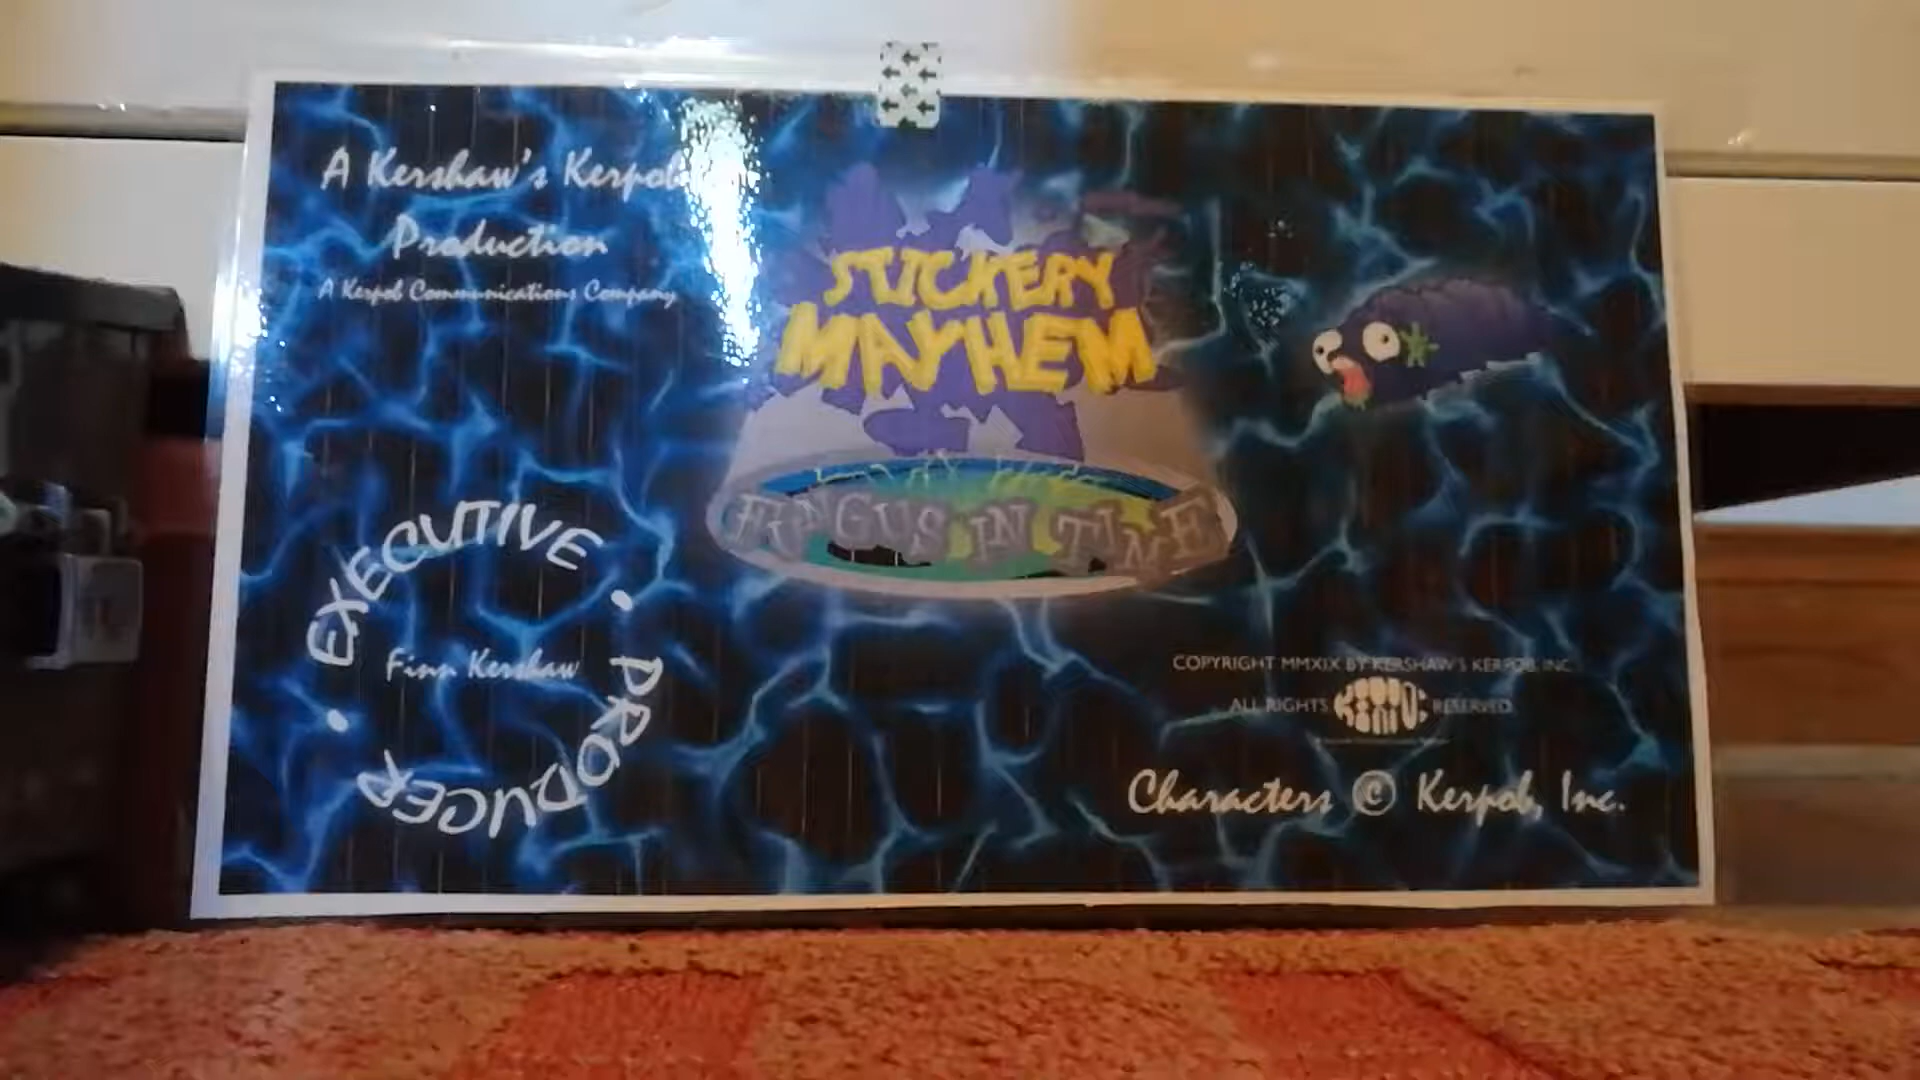 A Kershaw's Kerpob
Production
A Kerpob Communications Company
STICKERY
MAYHEM
FUNGUS IN TIME
EXECUTIVE • PRODUCER •
Finn Kershaw
COPYRIGHT MMXIX BY KERSHAW'S KERPOB, INC.
ALL RIGHTS
RESERVED
Characters © Kerpob, Inc.